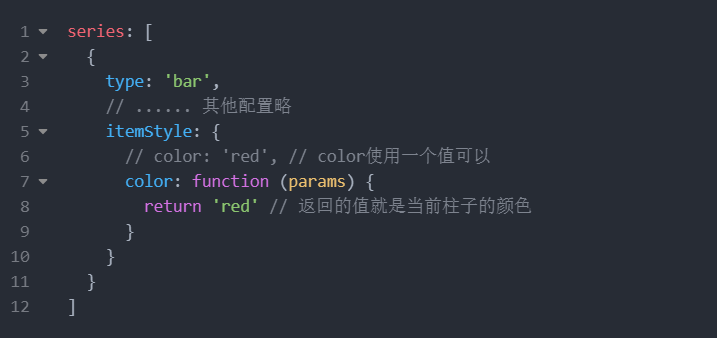 1 series: [
2 {
3 type: 'bar',
4 // ...... 其他配置略
5 itemStyle: {
6 // color: 'red', // color使用一个值可以
7 color: function (params) {
8 return 'red' // 返回的值就是当前柱子的颜色
9 }
10 }
11 }
12 ]